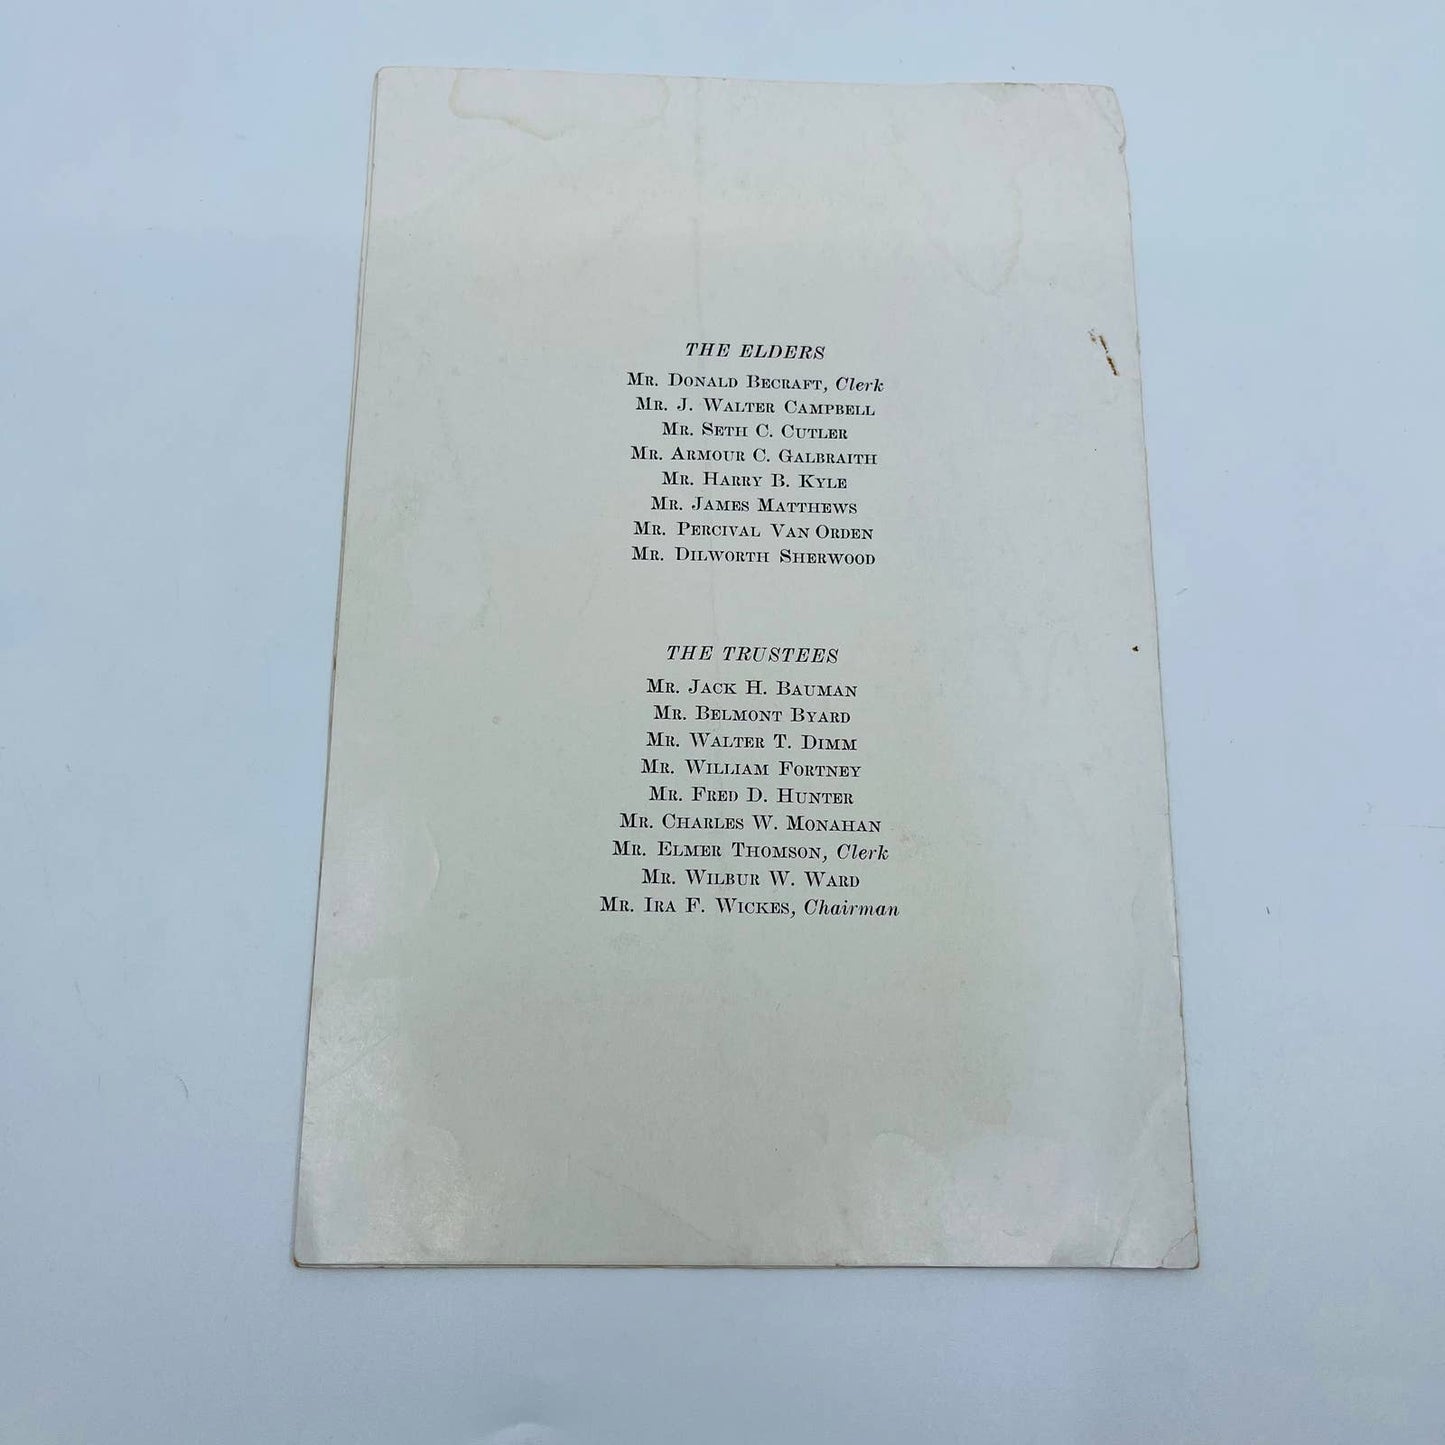 THE ELDERS
Mr. Donald Becraft, Clerk
Mr. J. Walter Campbell
Mr. Seth C. Cutler
Mr. Armour C. Galbraith
Mr. Harry B. Kyle
Mr. James Matthews
Mr. Percival Van Orden
Mr. Dilworth Sherwood
THE TRUSTEES
Mr. Jack H. Bauman
Mr. Belmont Byard
Mr. Walter T. Dimm
Mr. William Fortney
Mr. Fred D. Hunter
Mr. Charles W. Monahan
Mr. Elmer Thomson, Clerk
Mr. Wilbur W. Ward
Mr. Ira F. Wickes, Chairman